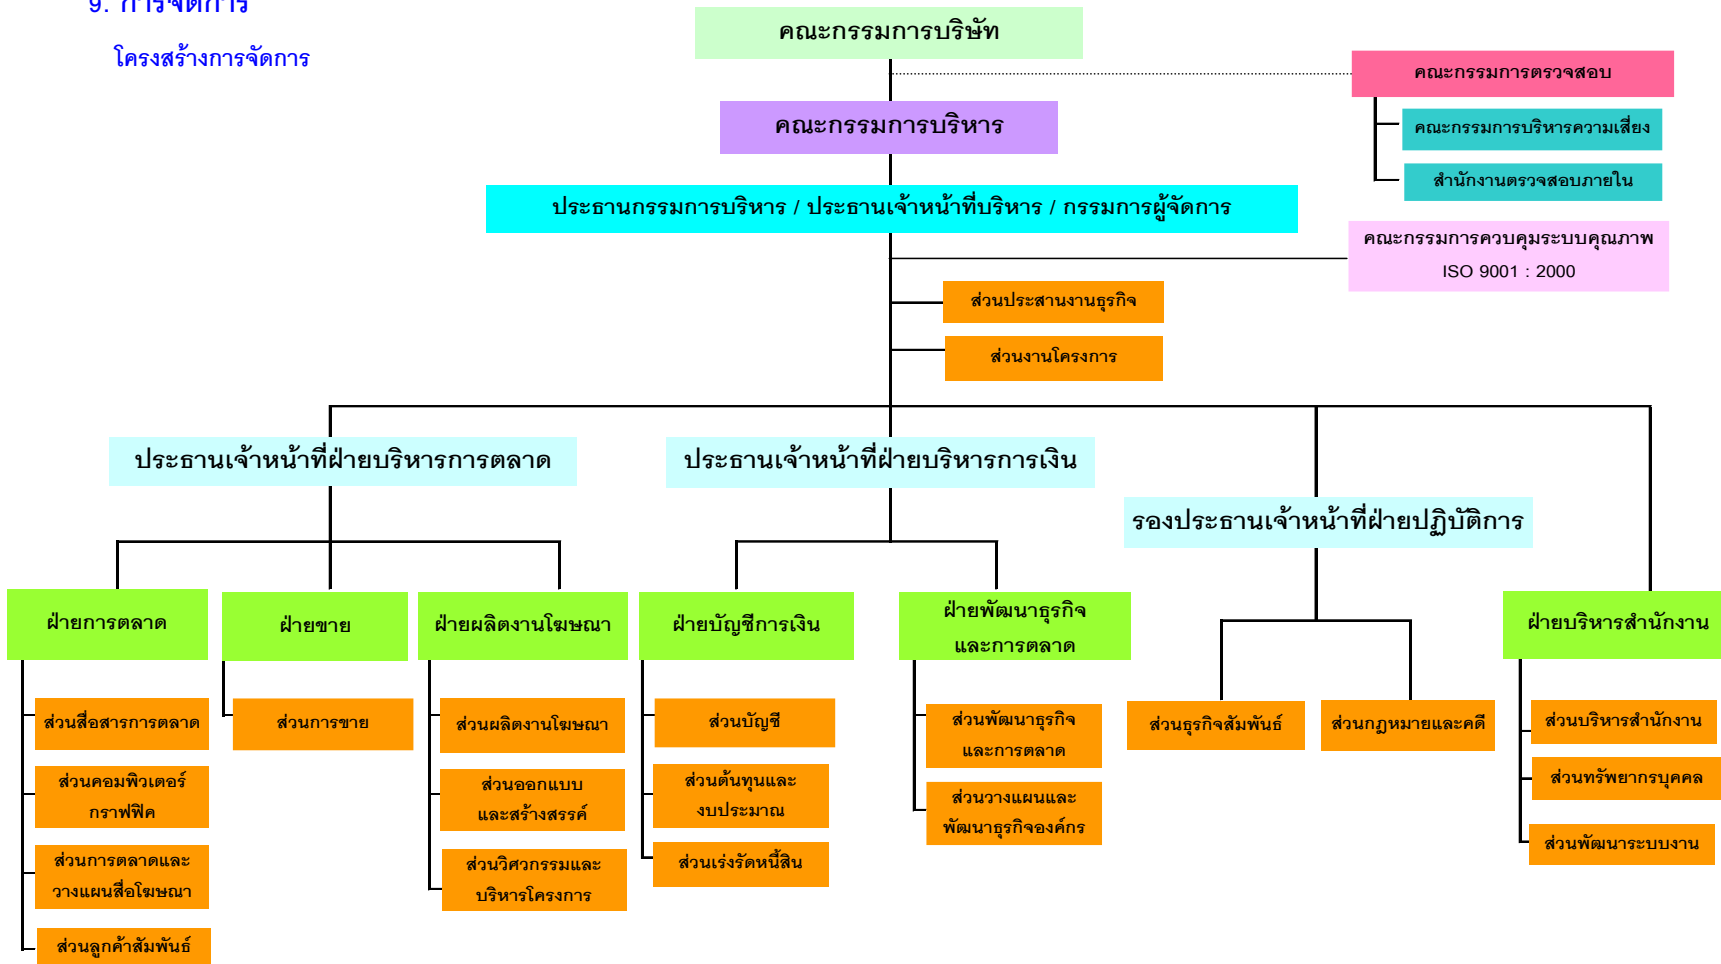 9. การจัดการ
โครงสร้างการจัดการ
คณะกรรมการบริษัท
คณะกรรมการตรวจสอบ
คณะกรรมการบริหาร
คณะกรรมการบริหารความเสี่ยง
สำนักงานตรวจสอบภายใน
ประธานกรรมการบริหาร / ประธานเจ้าหน้าที่บริหาร / กรรมการผู้จัดการ
คณะกรรมการควบคุมระบบคุณภาพ
ISO 9001 : 2000
ส่วนประสานงานธุรกิจ
ส่วนงานโครงการ
ประธานเจ้าหน้าที่ฝ่ายบริหารการตลาด
ประธานเจ้าหน้าที่ฝ่ายบริหารการเงิน
รองประธานเจ้าหน้าที่ฝ่ายปฏิบัติการ
ฝ่ายการตลาด
ฝ่ายขาย
ฝ่ายผลิตงานโฆษณา
ฝ่ายบัญชีการเงิน
ฝ่ายพัฒนาธุรกิจ
และการตลาด
ฝ่ายบริหารสำนักงาน
ส่วนสื่อสารการตลาด
ส่วนคอมพิวเตอร์
กราฟฟิค
ส่วนการตลาดและ
วางแผนสื่อโฆษณา
ส่วนลูกค้าสัมพันธ์
ส่วนการขาย
ส่วนผลิตงานโฆษณา
ส่วนออกแบบ
และสร้างสรรค์
ส่วนวิศวกรรมและ
บริหารโครงการ
ส่วนบัญชี
ส่วนต้นทุนและ
งบประมาณ
ส่วนเร่งรัดหนี้สิน
ส่วนพัฒนาธุรกิจ
และการตลาด
ส่วนวางแผนและ
พัฒนาธุรกิจองค์กร
ส่วนธุรกิจสัมพันธ์
ส่วนกฎหมายและคดี
ส่วนบริหารสำนักงาน
ส่วนทรัพยากรบุคคล
ส่วนพัฒนาระบบงาน